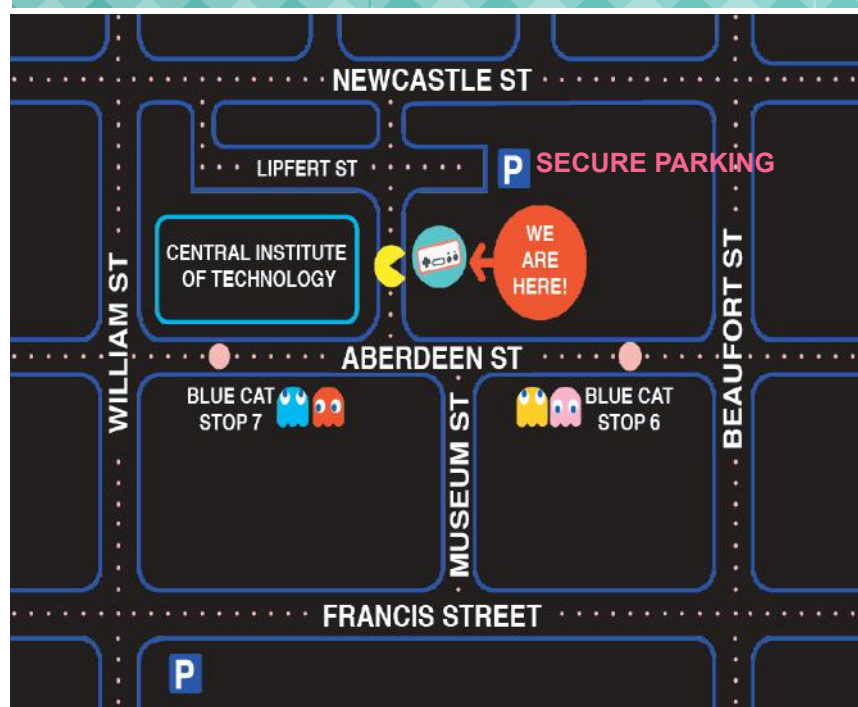 NEWCASTLE ST
LIPFERT ST
P SECURE PARKING
CENTRAL INSTITUTE
OF TECHNOLOGY
WE
ARE
HERE!
WILLIAM ST
BEAUFORT ST
ABERDEEN ST
BLUE CAT
STOP 7
BLUE CAT
STOP 6
MUSEUM ST
FRANCIS STREET
P